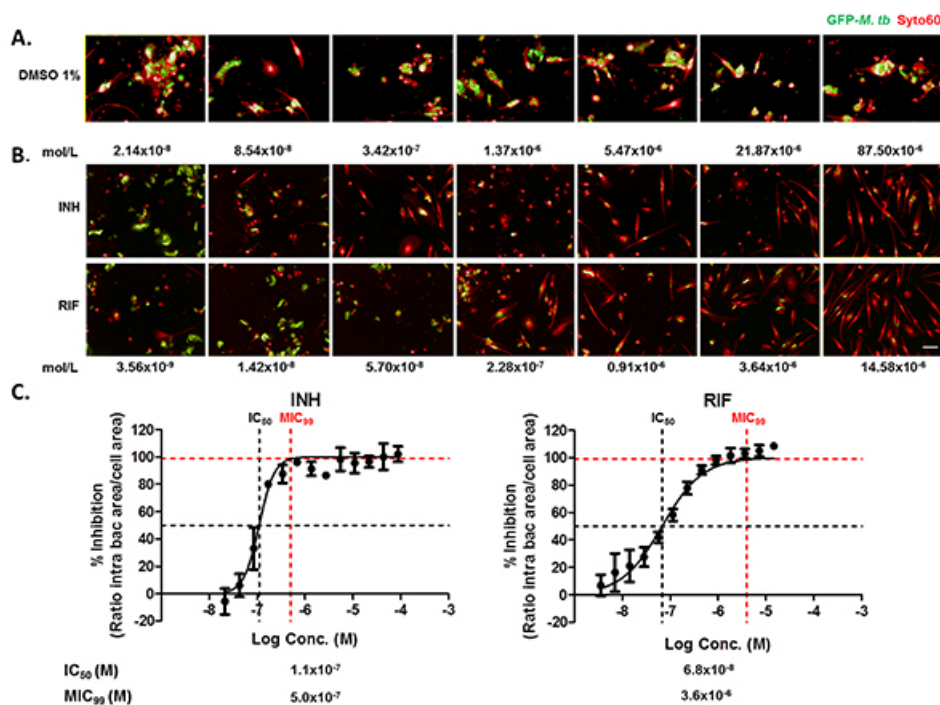 GFP-M. tb Syto60
A.
DMSO 1%
mol/L 2.14x10⁻⁸ 8.54x10⁻⁸ 3.42x10⁻⁷ 1.37x10⁻⁶ 5.47x10⁻⁶ 21.87x10⁻⁶ 87.50x10⁻⁶
B.
INH
RIF
mol/L 3.56x10⁻⁹ 1.42x10⁻⁸ 5.70x10⁻⁸ 2.28x10⁻⁷ 0.91x10⁻⁶ 3.64x10⁻⁶ 14.58x10⁻⁶
C.
INH
IC₅₀ MIC₉₉
% Inhibition
(Ratio intra bac area/cell area)
120
100
80
60
40
20
0
-20
-8 -7 -6 -5 -4 -3
Log Conc. (M)
RIF
IC₅₀ MIC₉₉
% Inhibition
(Ratio intra bac area/cell area)
120
100
80
60
40
20
0
-20
-8 -7 -6 -5 -4 -3
Log Conc. (M)
IC₅₀ (M) 1.1x10⁻⁷ 6.8x10⁻⁸
MIC₉₉ (M) 5.0x10⁻⁷ 3.6x10⁻⁶